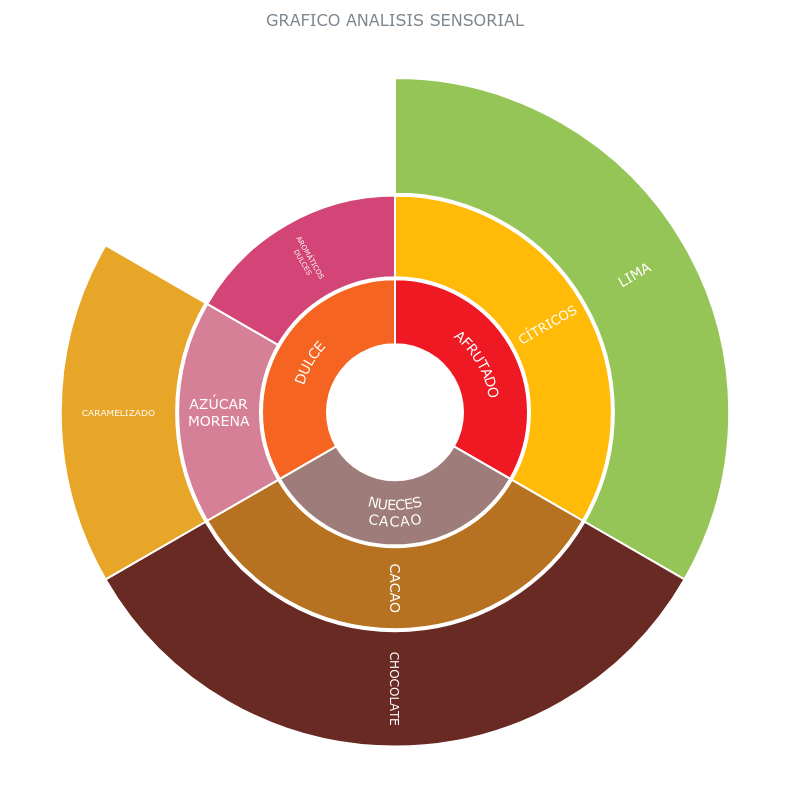 GRAFICO ANALISIS SENSORIAL
AFRUTADO
CÍTRICOS
LIMA
NUECES
CACAO
CACAO
CHOCOLATE
DULCE
AZÚCAR
MORENA
CARAMELIZADO
AROMÁTICOS
DULCES